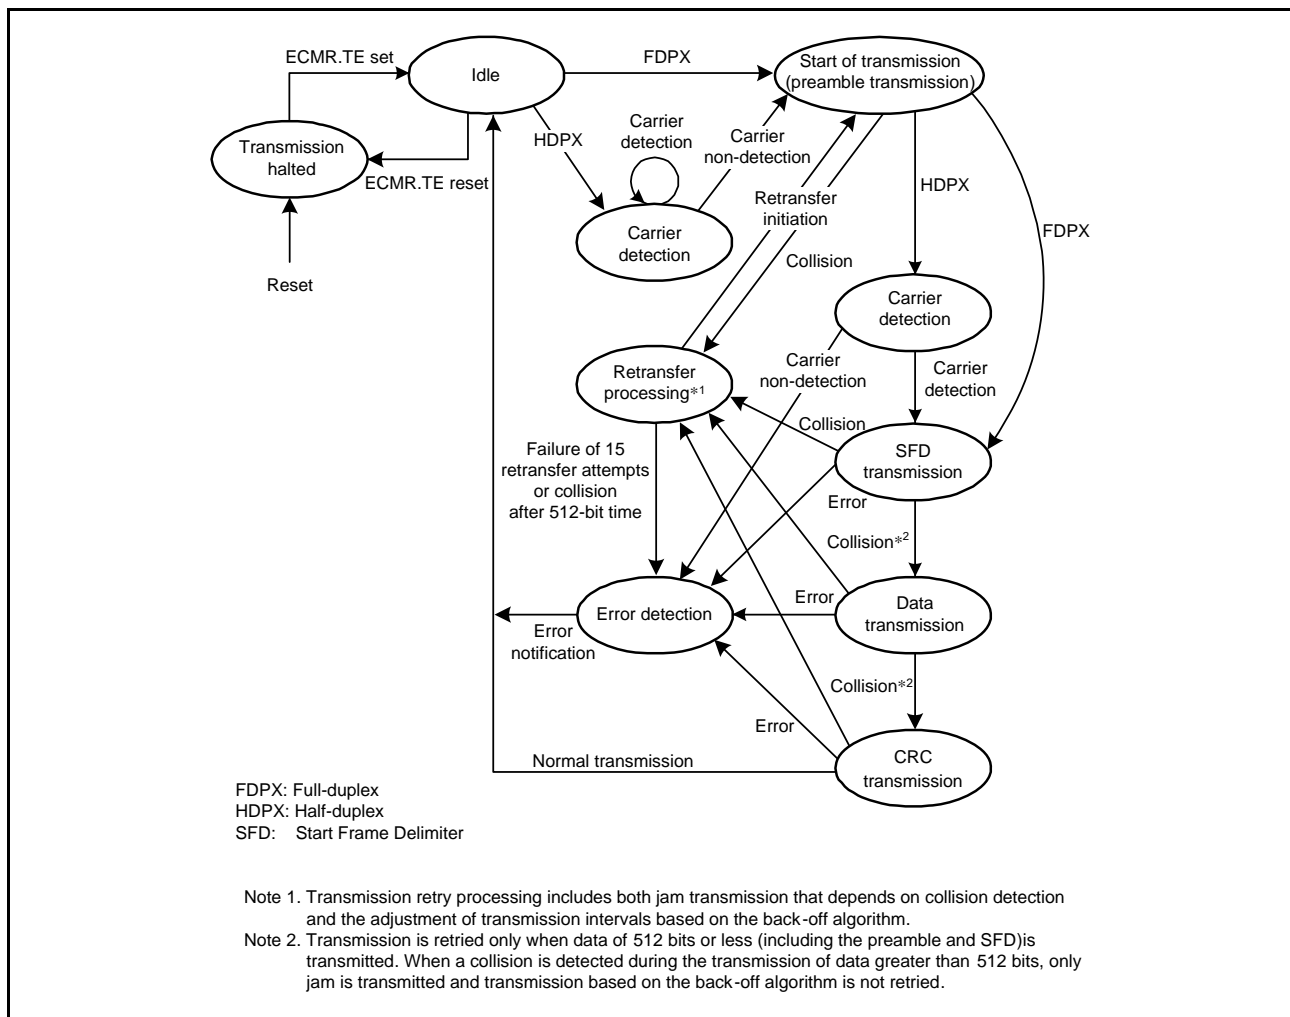 ECMR.TE set
Idle
FDPX
Start of transmission
(preamble transmission)
Transmission
halted
ECMR.TE reset
HDPX
Carrier
detection
Carrier
non-detection
Reset
Carrier
detection
Retransfer
initiation
Collision
HDPX
FDPX
Carrier
detection
Retransfer
processing*1
Carrier
non-detection
Carrier
detection
Collision
SFD
transmission
Failure of 15
retransfer attempts
or collision
after 512-bit time
Error
Collision*2
Error detection
Error
Data
transmission
Error
notification
Collision*2
Error
Normal transmission
CRC
transmission
FDPX: Full-duplex
HDPX: Half-duplex
SFD: Start Frame Delimiter
Note 1. Transmission retry processing includes both jam transmission that depends on collision detection
and the adjustment of transmission intervals based on the back-off algorithm.
Note 2. Transmission is retried only when data of 512 bits or less (including the preamble and SFD)is
transmitted. When a collision is detected during the transmission of data greater than 512 bits, only
jam is transmitted and transmission based on the back-off algorithm is not retried.